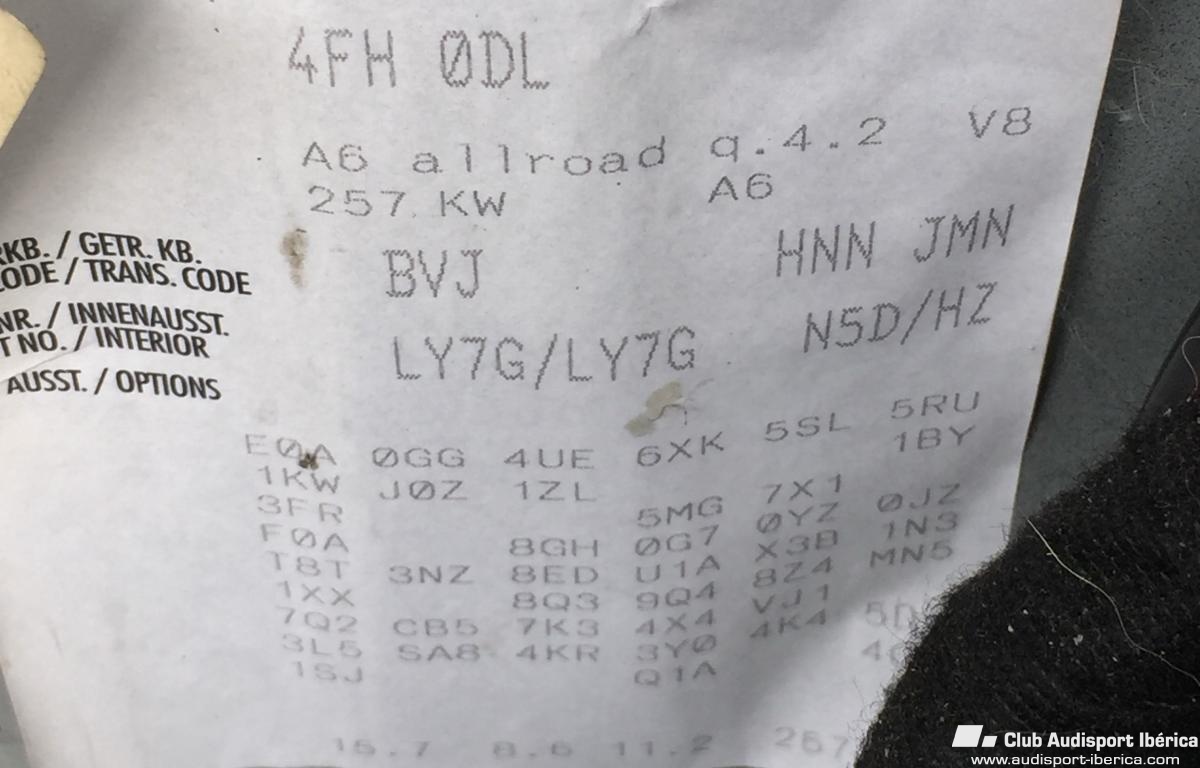 4FH 0DL
A6 allroad q.4.2 V8
257 KW A6
RKB. / GETR. KB.
ODE / TRANS. CODE BVJ HNN JMN
NR. / INNENAUSST.
T NO. / INTERIOR LY7G/LY7G N5D/HZ
AUSST. / OPTIONS
E0A 0GG 4UE 6XK 5SL 5RU
1KW J0Z 1ZL 1BY
3FR 5MG 7X1
F0A 8GH 0G7 0YZ 0JZ
T8T 3NZ 8ED U1A X3B 1N3
1XX 8Q3 9Q4 8Z4 MN5
7Q2 CB5 7K3 4X4 VJ1
3L5 SA8 4KR 3Y0 4K4 5D
1SJ Q1A
15.7 8.6 11.2 267
Club Audisport Ibérica
www.audisport-iberica.com